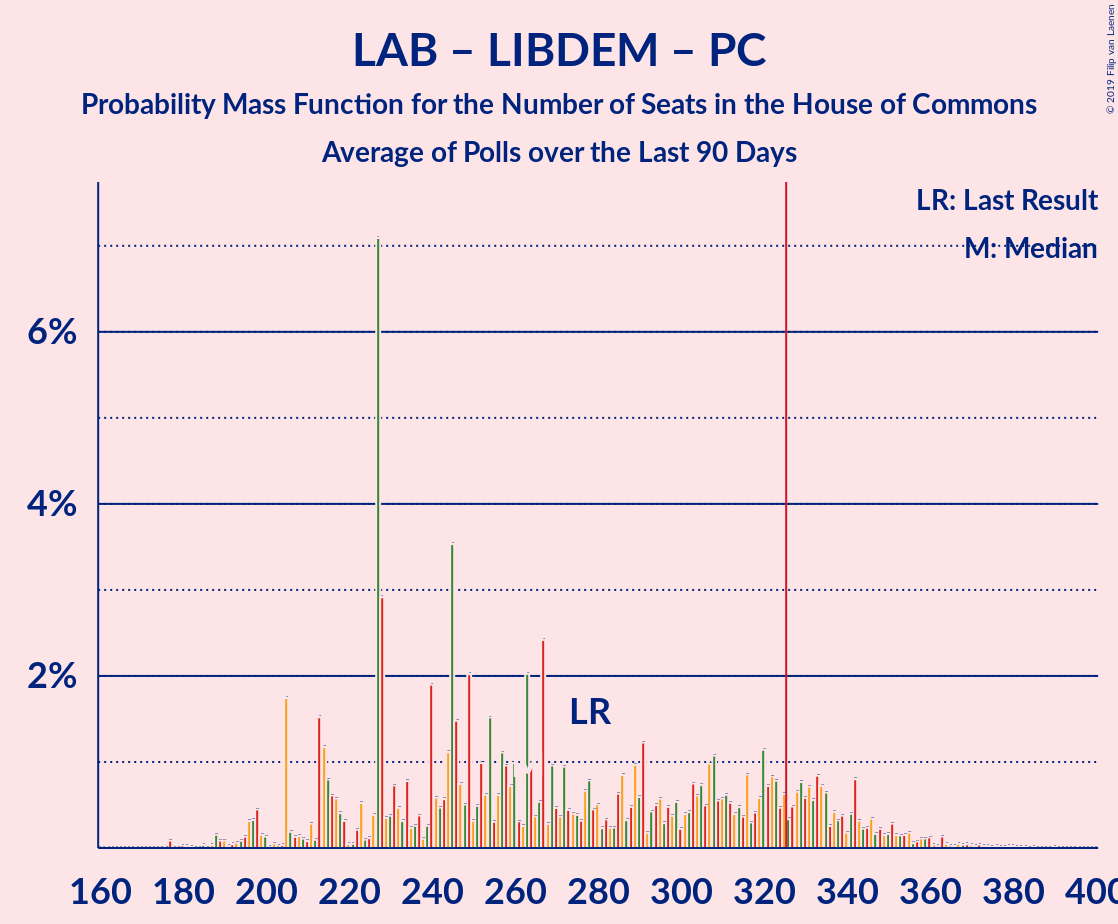 LAB – LIBDEM – PC
Probability Mass Function for the Number of Seats in the House of Commons
Average of Polls over the Last 90 Days
© 2019 Filip van Laenen
LR: Last Result
M: Median
6%
4%
2%
LR
160 180 200 220 240 260 280 300 320 340 360 380 400